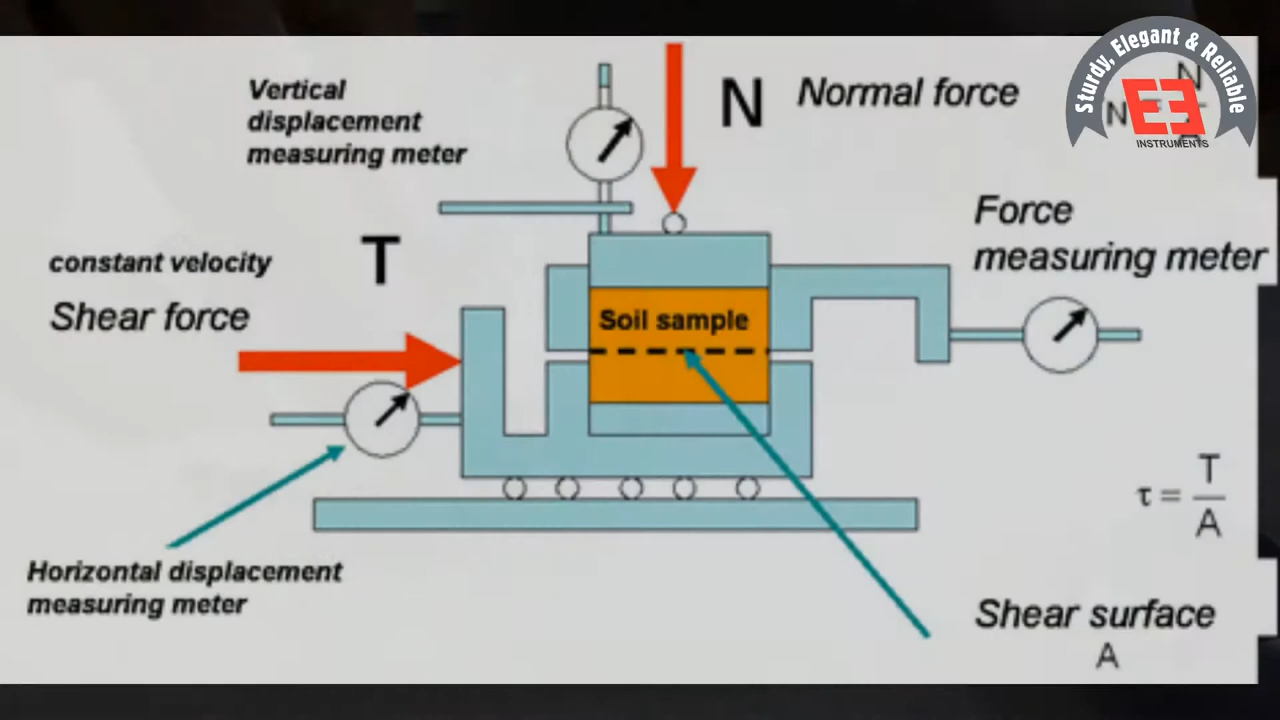 Sturdy, Elegant & Reliable
EE
INSTRUMENTS
Vertical
displacement
measuring meter
N
Normal force
N
N
Force
measuring meter
constant velocity
T
Shear force
Soil sample
τ = T
A
Horizontal displacement
measuring meter
Shear surface
A